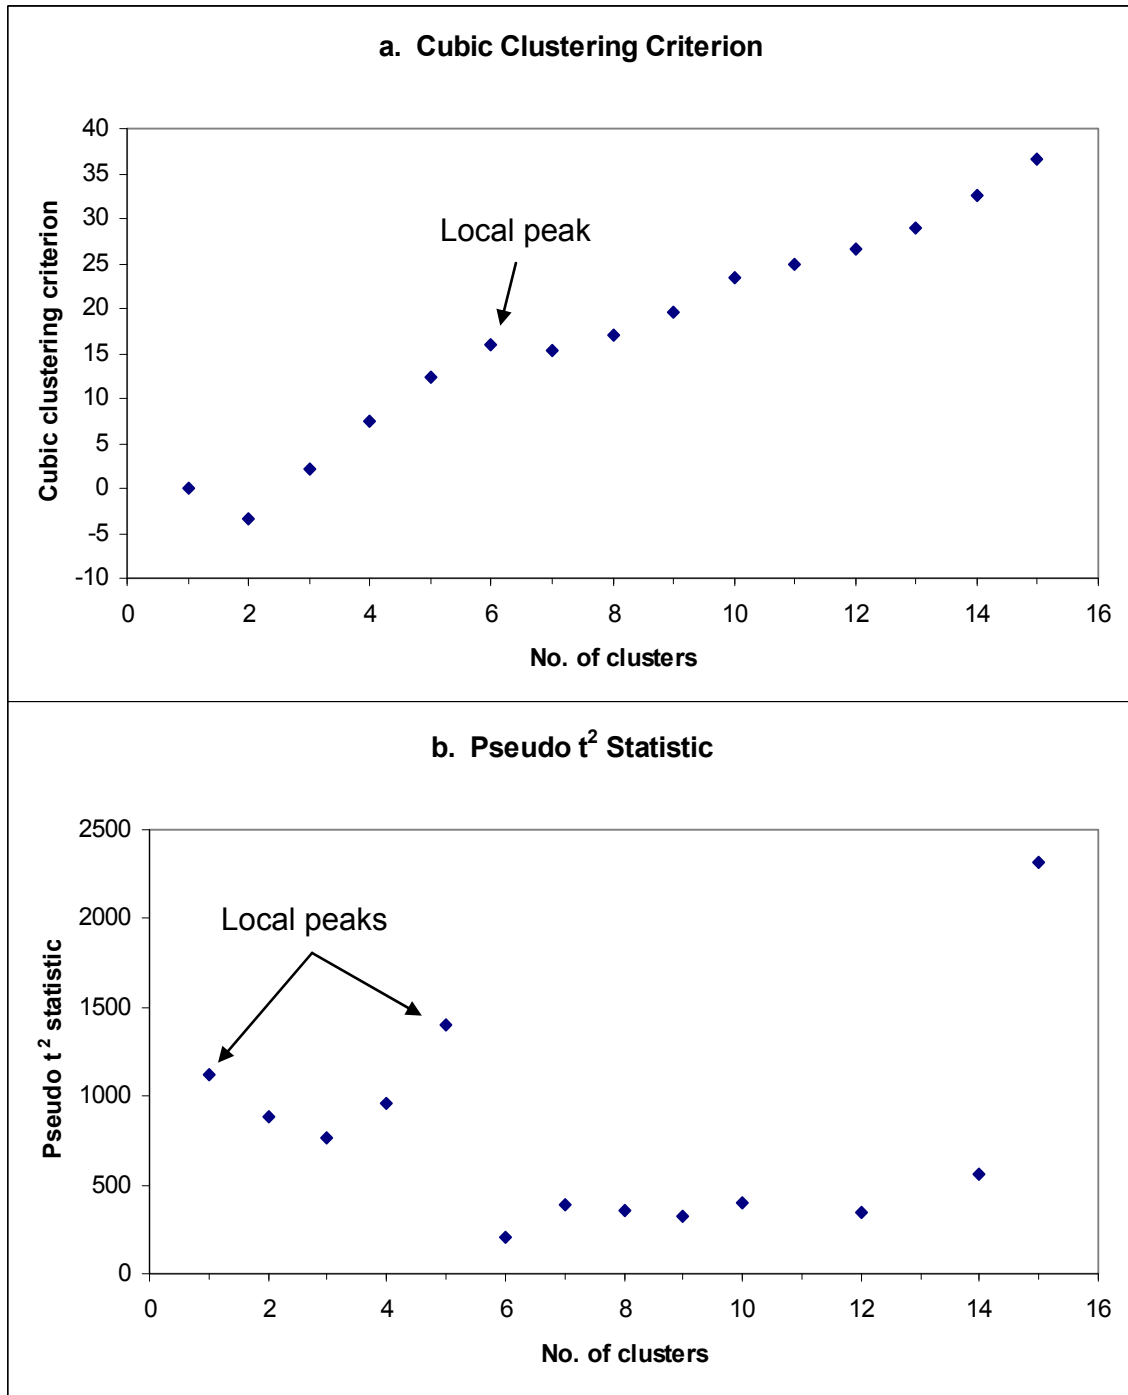 a. Cubic Clustering Criterion
40
35
30
25
20
15
10
5
0
-5
-10
Cubic clustering criterion
Local peak
0 2 4 6 8 10 12 14 16
No. of clusters
b. Pseudo t² Statistic
2500
2000
1500
1000
500
0
Pseudo t² statistic
Local peaks
0 2 4 6 8 10 12 14 16
No. of clusters